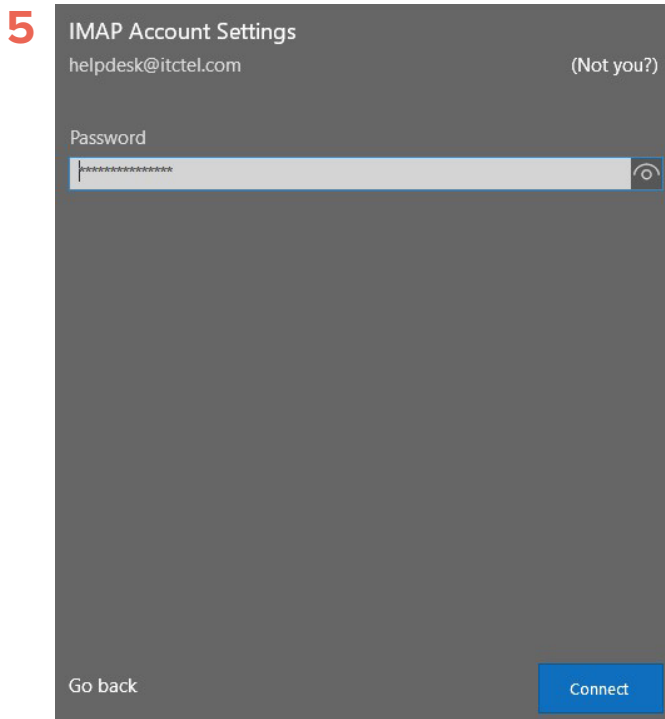 5
IMAP Account Settings
helpdesk@itctel.com
(Not you?)
Password
***************
Go back
Connect